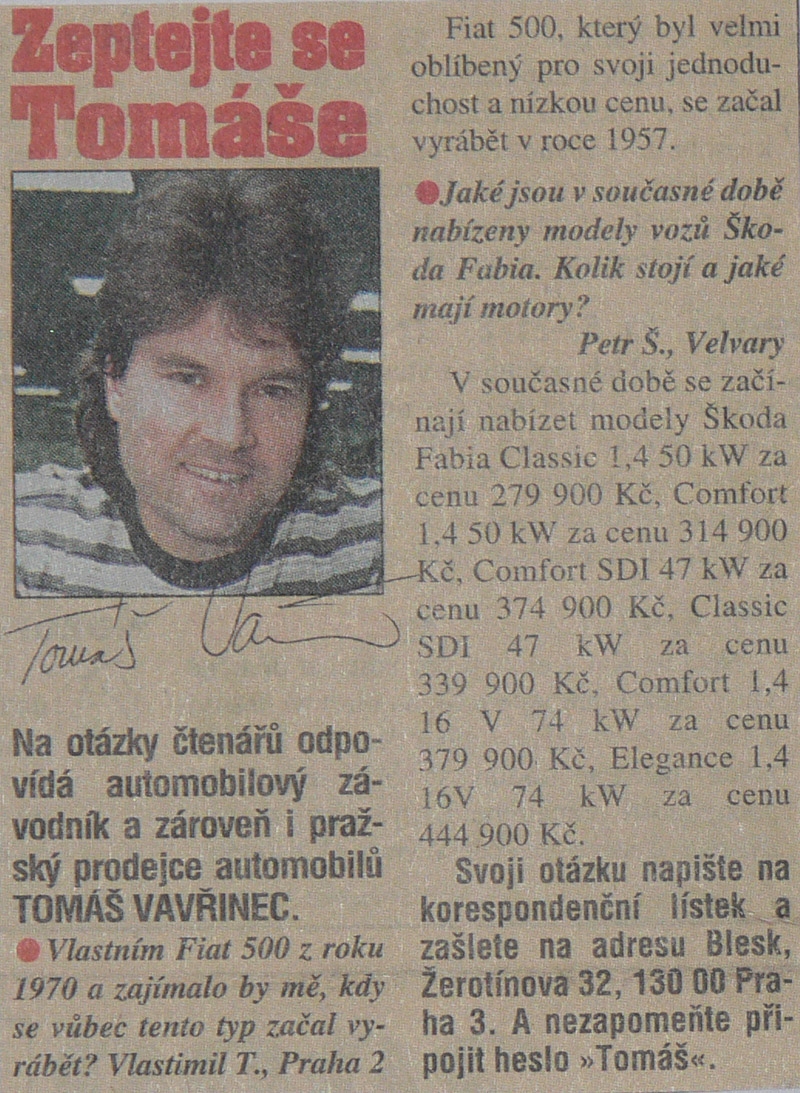 Zeptejte se
Tomáše
Tomáš Vav
Na otázky čtenářů odpo-
vídá automobilový zá-
vodník a zároveň i praž-
ský prodejce automobilů
TOMÁŠ VAVŘINEC.
● Vlastním Fiat 500 z roku
1970 a zajímalo by mě, kdy
se vůbec tento typ začal vy-
rábět? Vlastimil T., Praha 2
Fiat 500, který byl velmi
oblíbený pro svoji jednodu-
chost a nízkou cenu, se začal
vyrábět v roce 1957.
●Jaké jsou v současné době
nabízeny modely vozů Ško-
da Fabia. Kolik stojí a jaké
mají motory?
Petr Š., Velvary
V současné době se začí-
nají nabízet modely Škoda
Fabia Classic 1,4 50 kW za
cenu 279 900 Kč, Comfort
1,4 50 kW za cenu 314 900
Kč, Comfort SDI 47 kW za
cenu 374 900 Kč, Classic
SDI 47 kW za cenu
339 900 Kč, Comfort 1,4
16 V 74 kW za cenu
379 900 Kč, Elegance 1,4
16V 74 kW za cenu
444 900 Kč.
Svoji otázku napište na
korespondenční lístek a
zašlete na adresu Blesk,
Žerotínova 32, 130 00 Pra-
ha 3. A nezapomeňte při-
pojit heslo »Tomáš«.